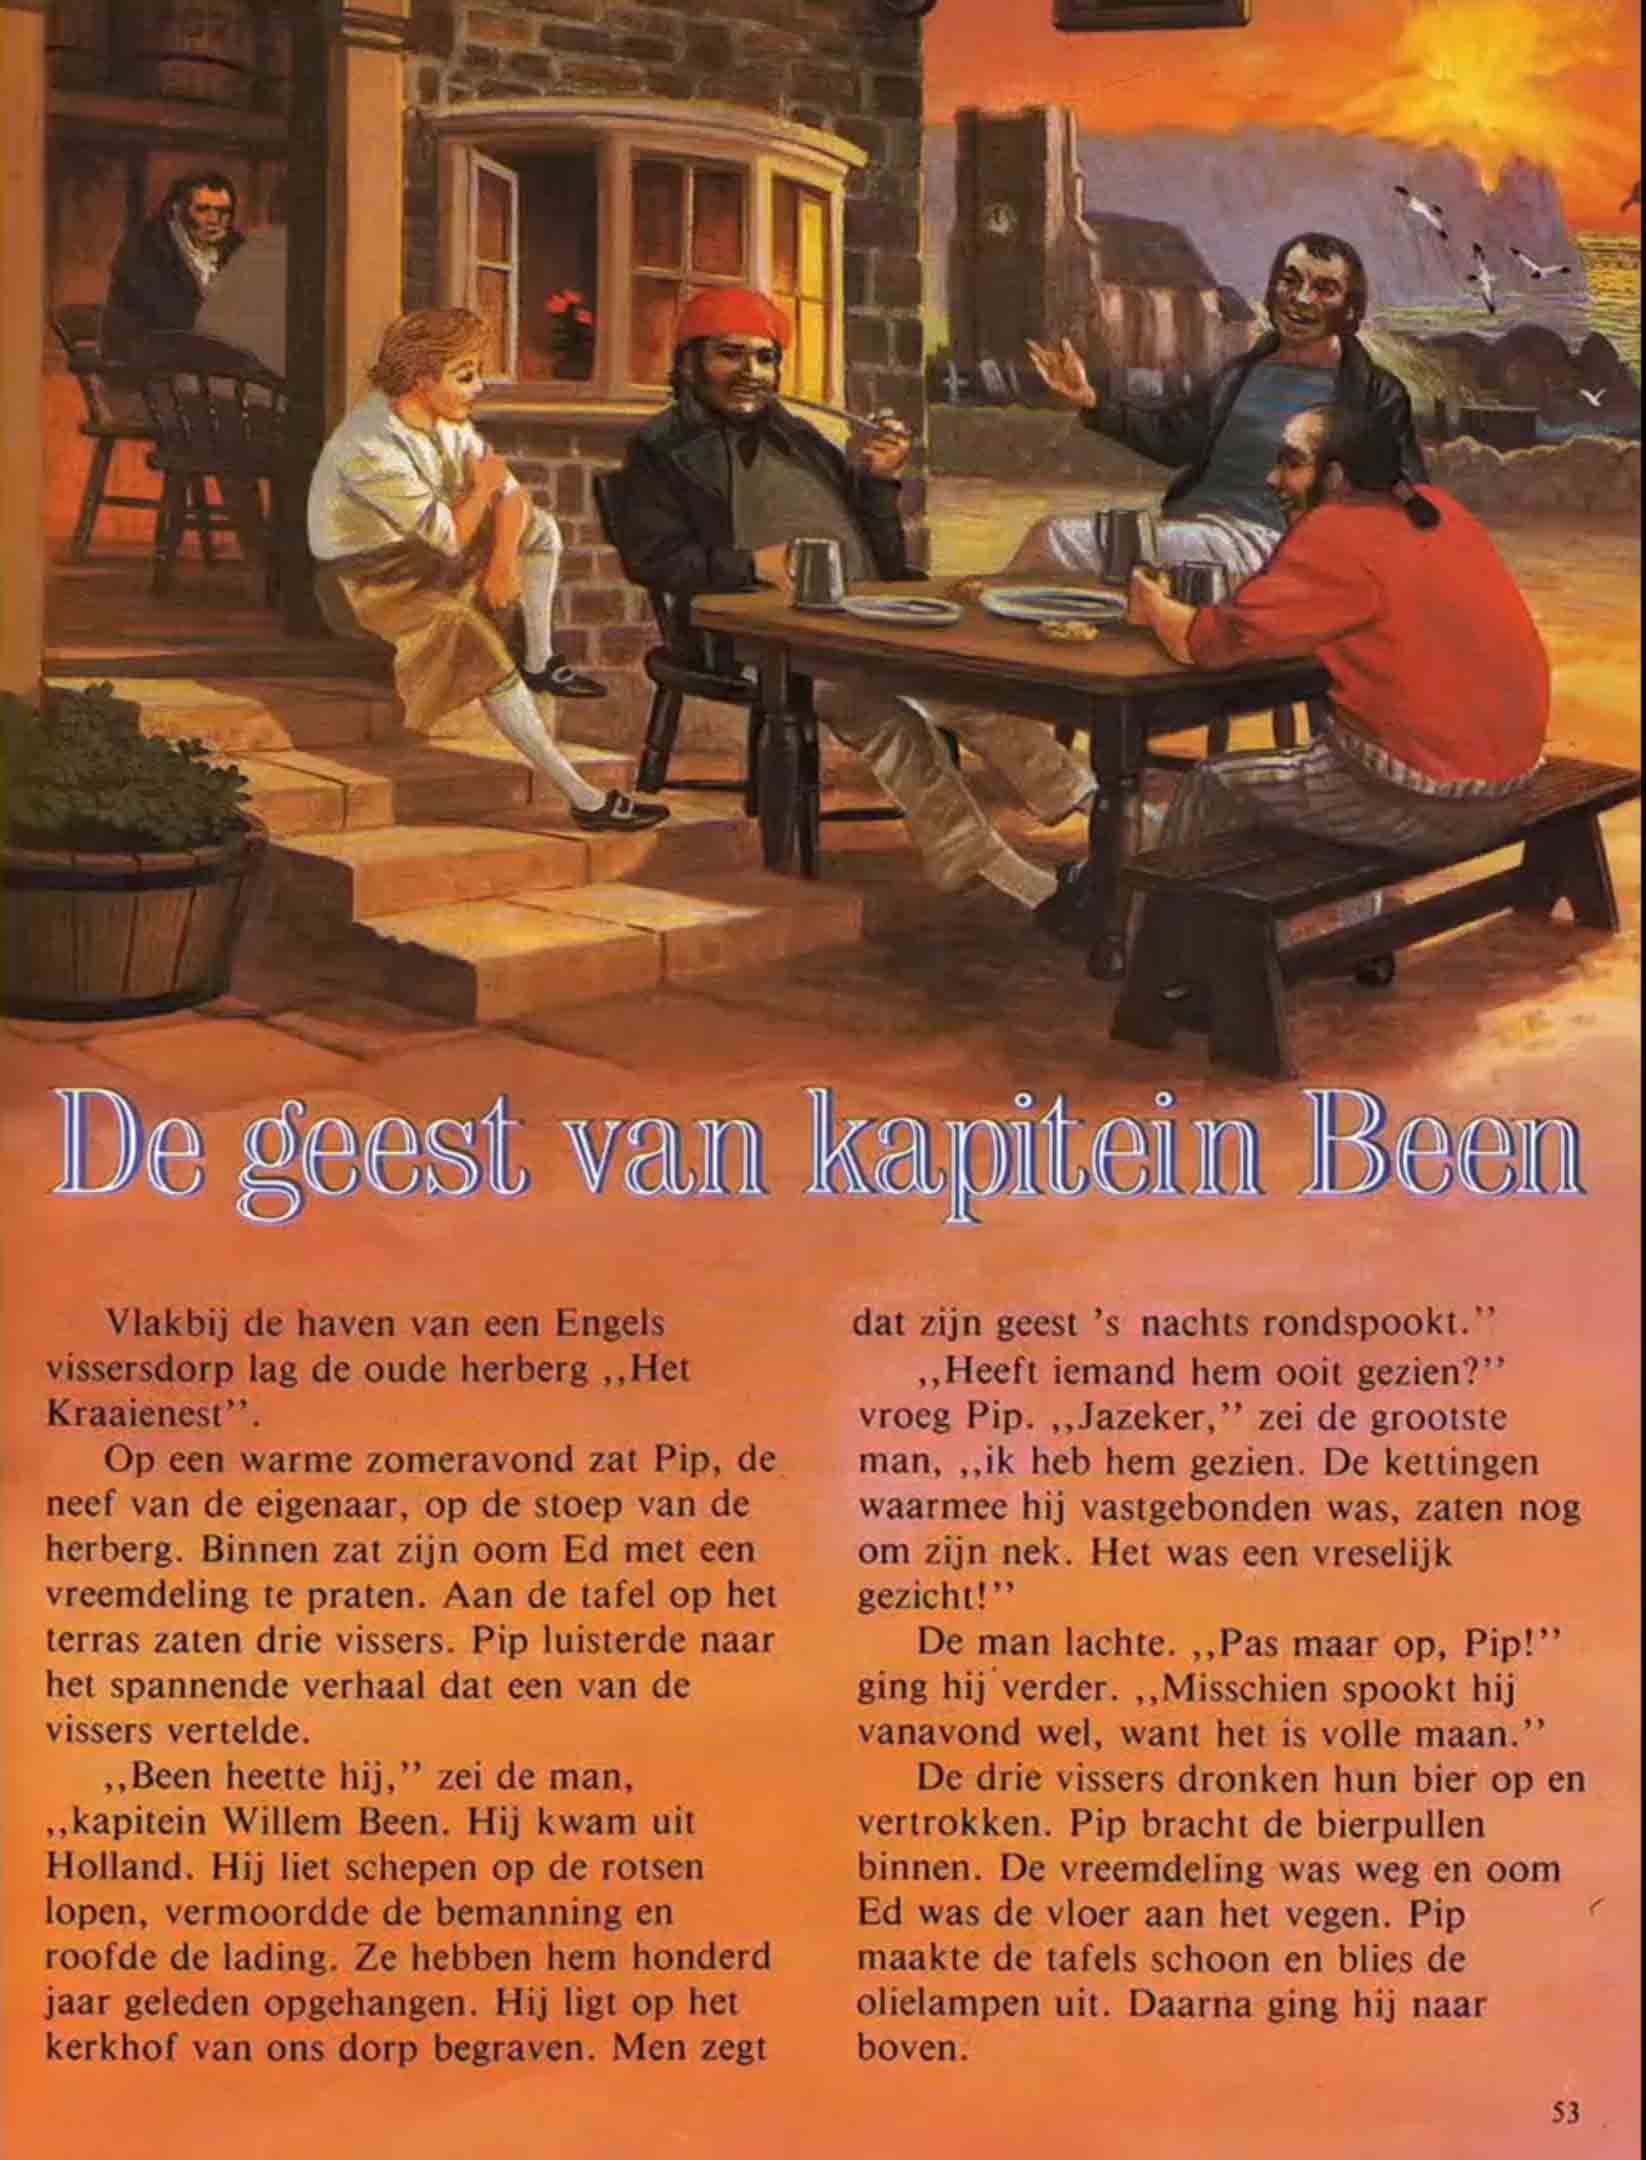 De geest van kapitein Been
Vlakbij de haven van een Engels
vissersdorp lag de oude herberg ,,Het
Kraaienest''.
Op een warme zomeravond zat Pip, de
neef van de eigenaar, op de stoep van de
herberg. Binnen zat zijn oom Ed met een
vreemdeling te praten. Aan de tafel op het
terras zaten drie vissers. Pip luisterde naar
het spannende verhaal dat een van de
vissers vertelde.
,,Been heette hij,'' zei de man,
,,kapitein Willem Been. Hij kwam uit
Holland. Hij liet schepen op de rotsen
lopen, vermoordde de bemanning en
roofde de lading. Ze hebben hem honderd
jaar geleden opgehangen. Hij ligt op het
kerkhof van ons dorp begraven. Men zegt
dat zijn geest 's nachts rondspookt.''
,,Heeft iemand hem ooit gezien?''
vroeg Pip. ,,Jazeker,'' zei de grootste
man, ,,ik heb hem gezien. De kettingen
waarmee hij vastgebonden was, zaten nog
om zijn nek. Het was een vreselijk
gezicht!''
De man lachte. ,,Pas maar op, Pip!''
ging hij verder. ,,Misschien spookt hij
vanavond wel, want het is volle maan.''
De drie vissers dronken hun bier op en
vertrokken. Pip bracht de bierpullen
binnen. De vreemdeling was weg en oom
Ed was de vloer aan het vegen. Pip
maakte de tafels schoon en blies de
olielampen uit. Daarna ging hij naar
boven.
53